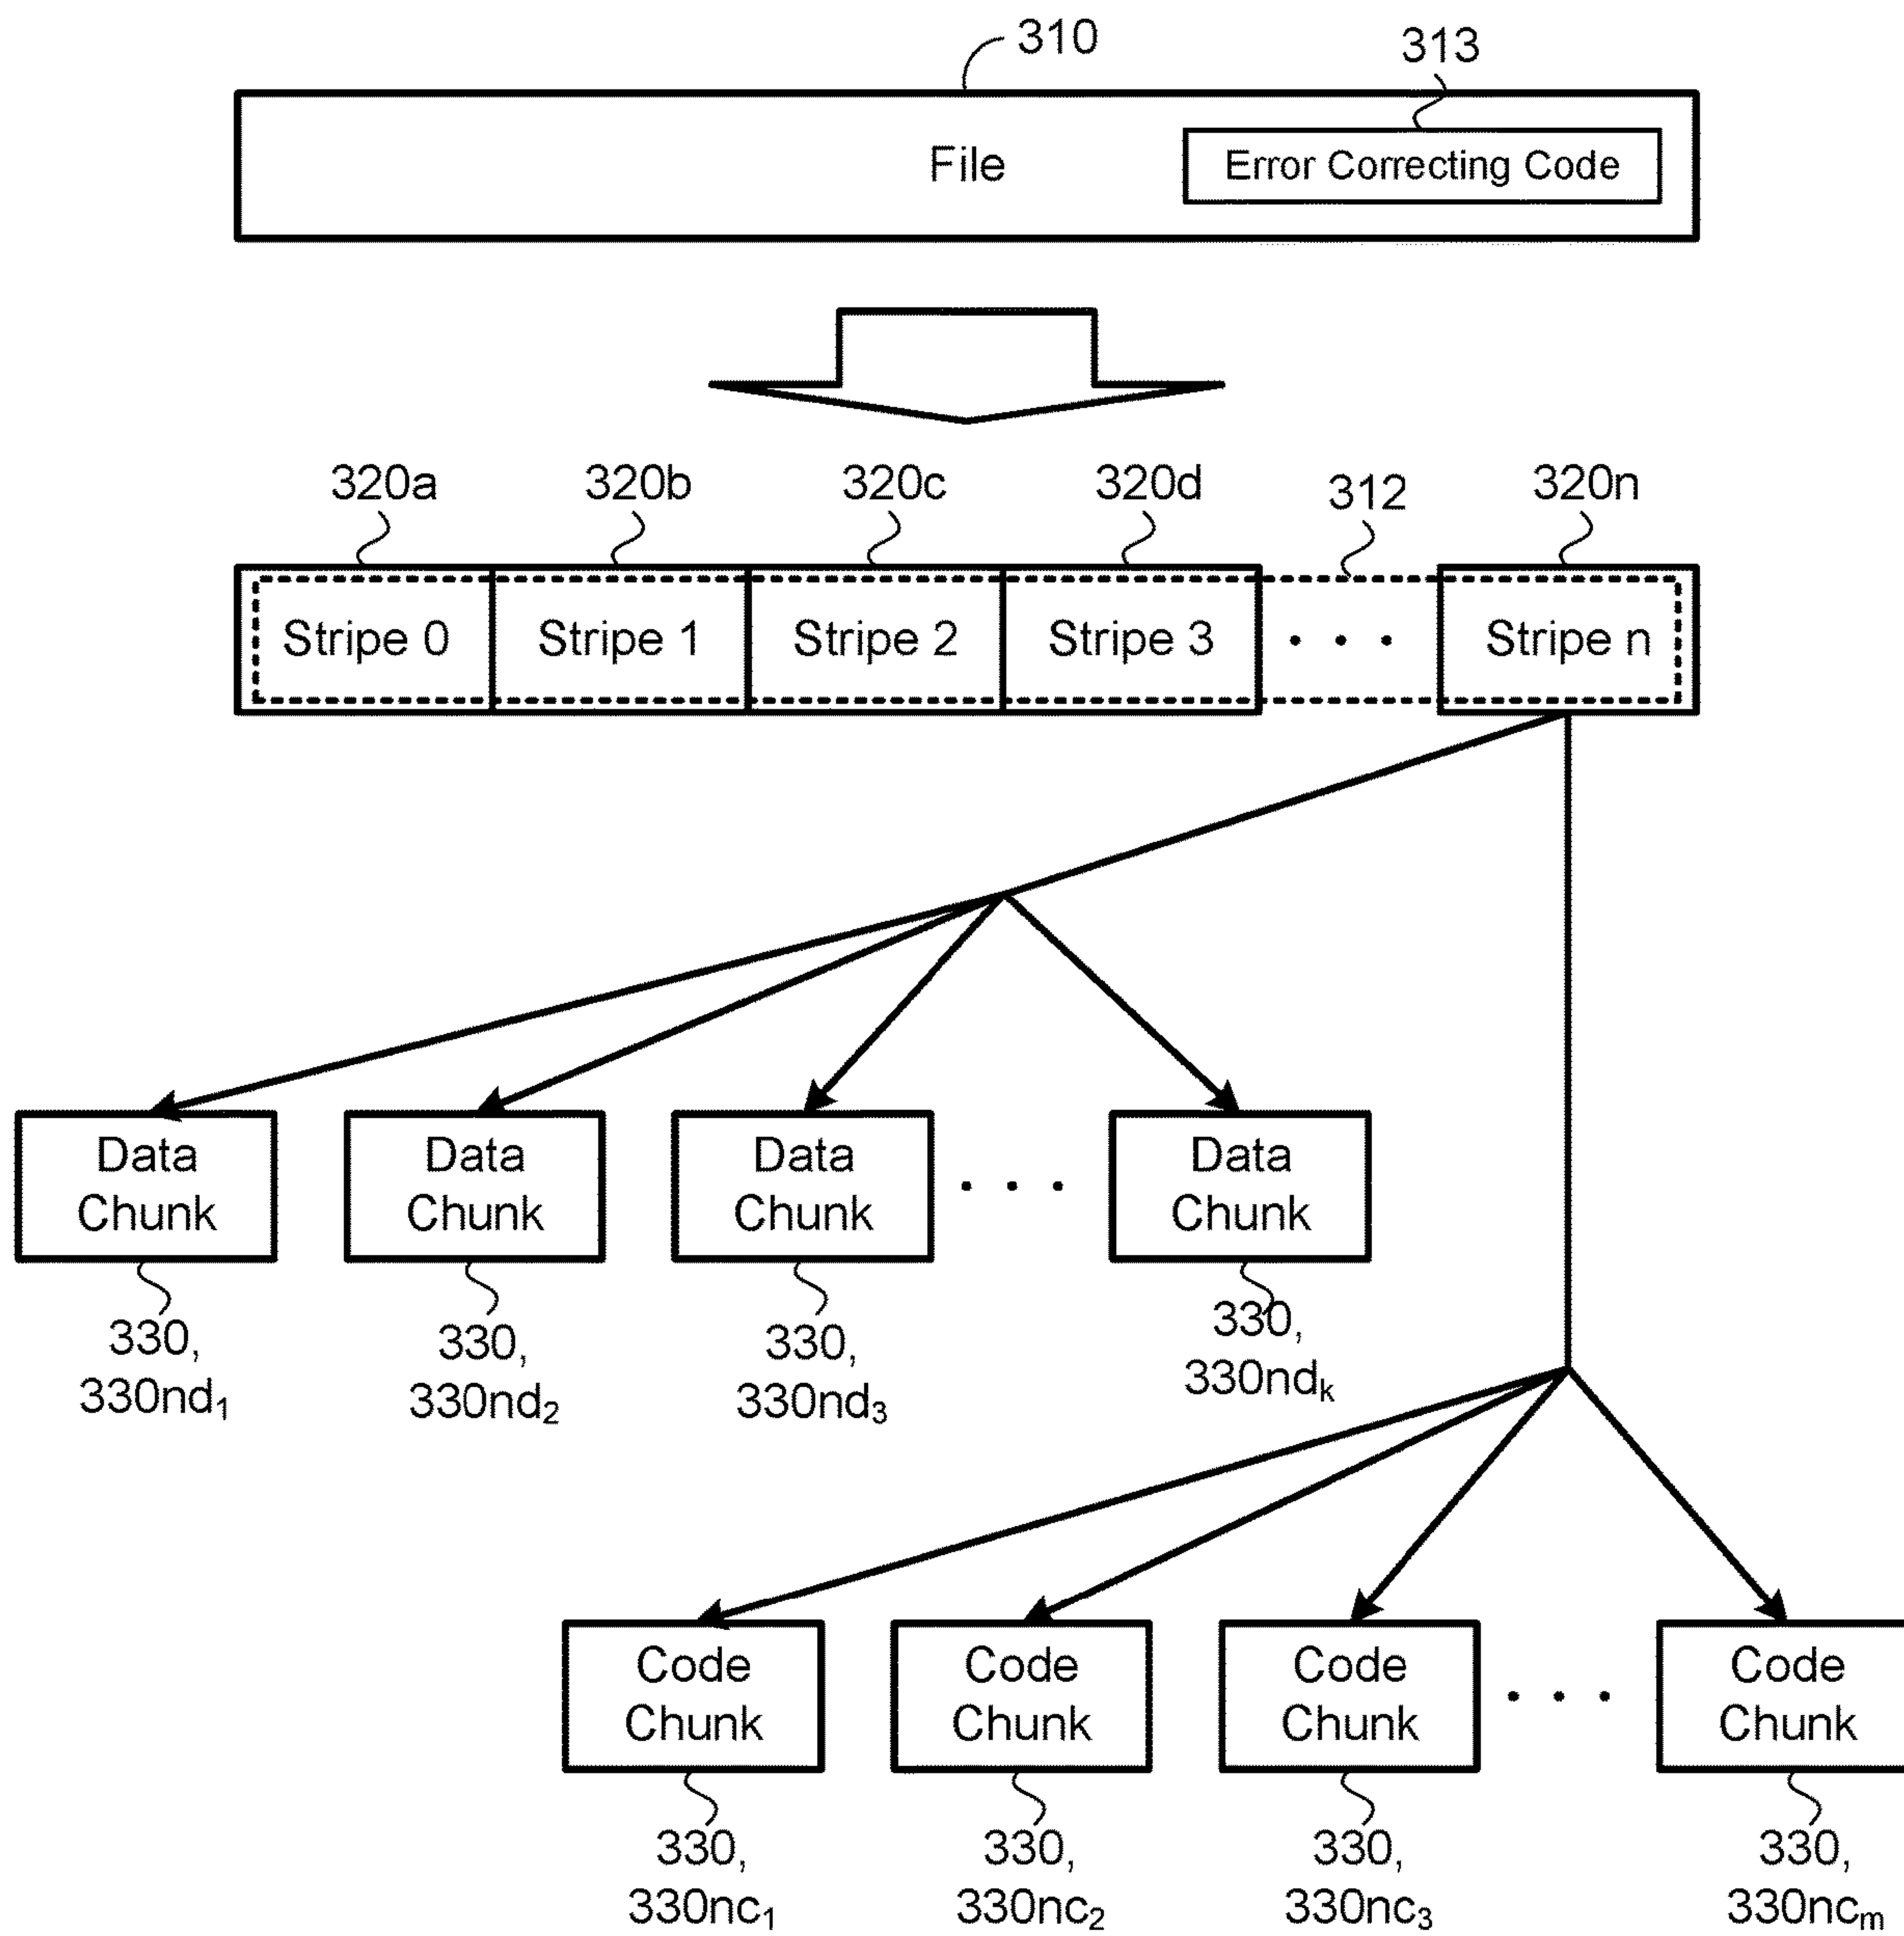 310
313
File
Error Correcting Code
320a
320b
320c
320d
312
320n
Stripe 0
Stripe 1
Stripe 2
Stripe 3
. . .
Stripe n
Data
Chunk
Data
Chunk
Data
Chunk
. . .
Data
Chunk
330,
330nd₁
330,
330nd₂
330,
330nd₃
330,
330ndₖ
Code
Chunk
Code
Chunk
Code
Chunk
. . .
Code
Chunk
330,
330nc₁
330,
330nc₂
330,
330nc₃
330,
330ncₘ